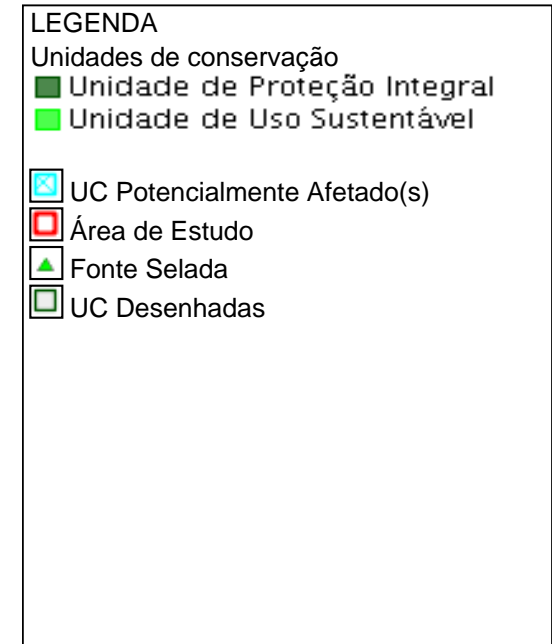 LEGENDA
Unidades de conservação
Unidade de Proteção Integral
Unidade de Uso Sustentável
UC Potencialmente Afetado(s)
Área de Estudo
Fonte Selada
UC Desenhadas